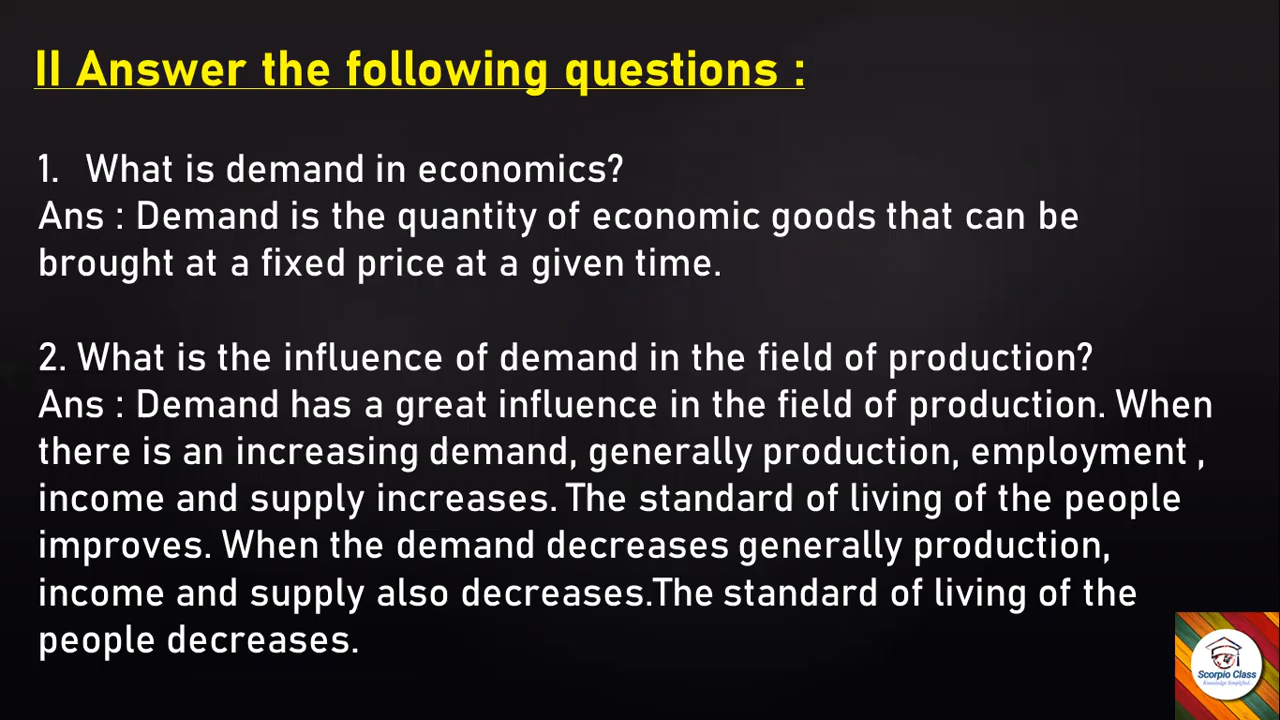 II Answer the following questions :
1. What is demand in economics?
Ans : Demand is the quantity of economic goods that can be
brought at a fixed price at a given time.
2. What is the influence of demand in the field of production?
Ans : Demand has a great influence in the field of production. When
there is an increasing demand, generally production, employment ,
income and supply increases. The standard of living of the people
improves. When the demand decreases generally production,
income and supply also decreases.The standard of living of the
people decreases.
Scorpio Class
Knowledge Simplified..